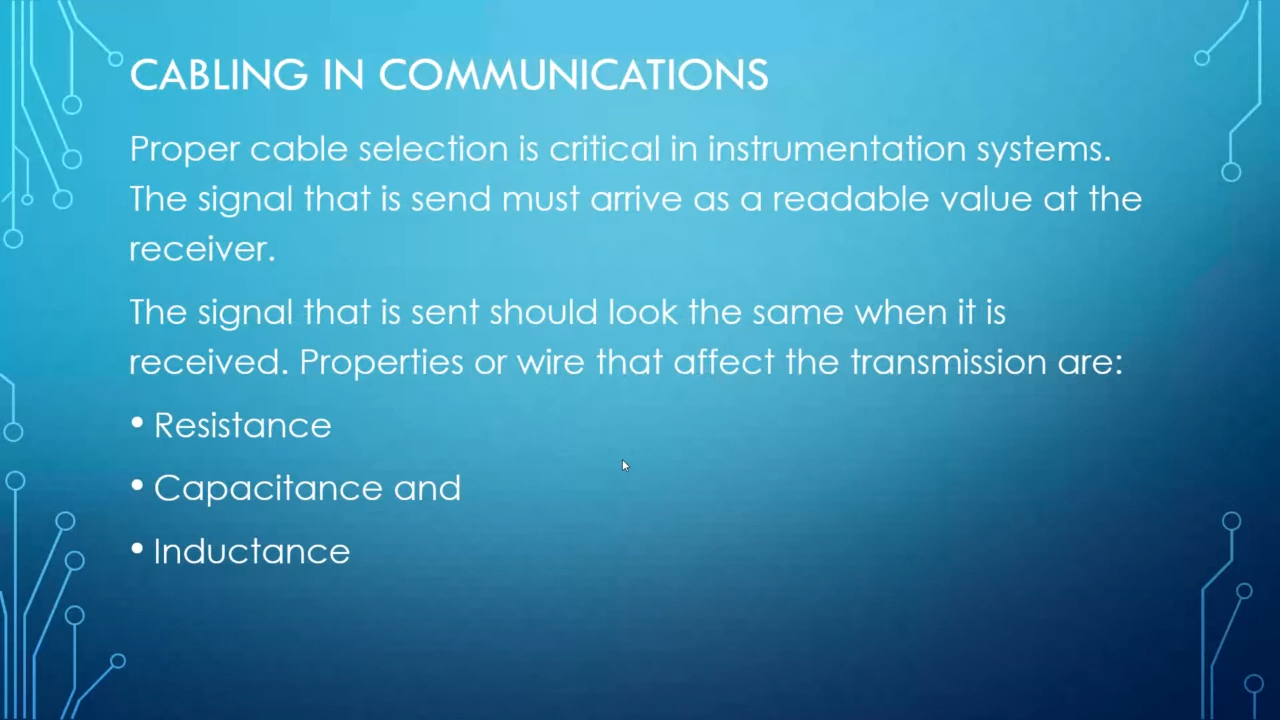 CABLING IN COMMUNICATIONS
Proper cable selection is critical in instrumentation systems.
The signal that is send must arrive as a readable value at the
receiver.
The signal that is sent should look the same when it is
received. Properties or wire that affect the transmission are:
• Resistance
• Capacitance and
• Inductance